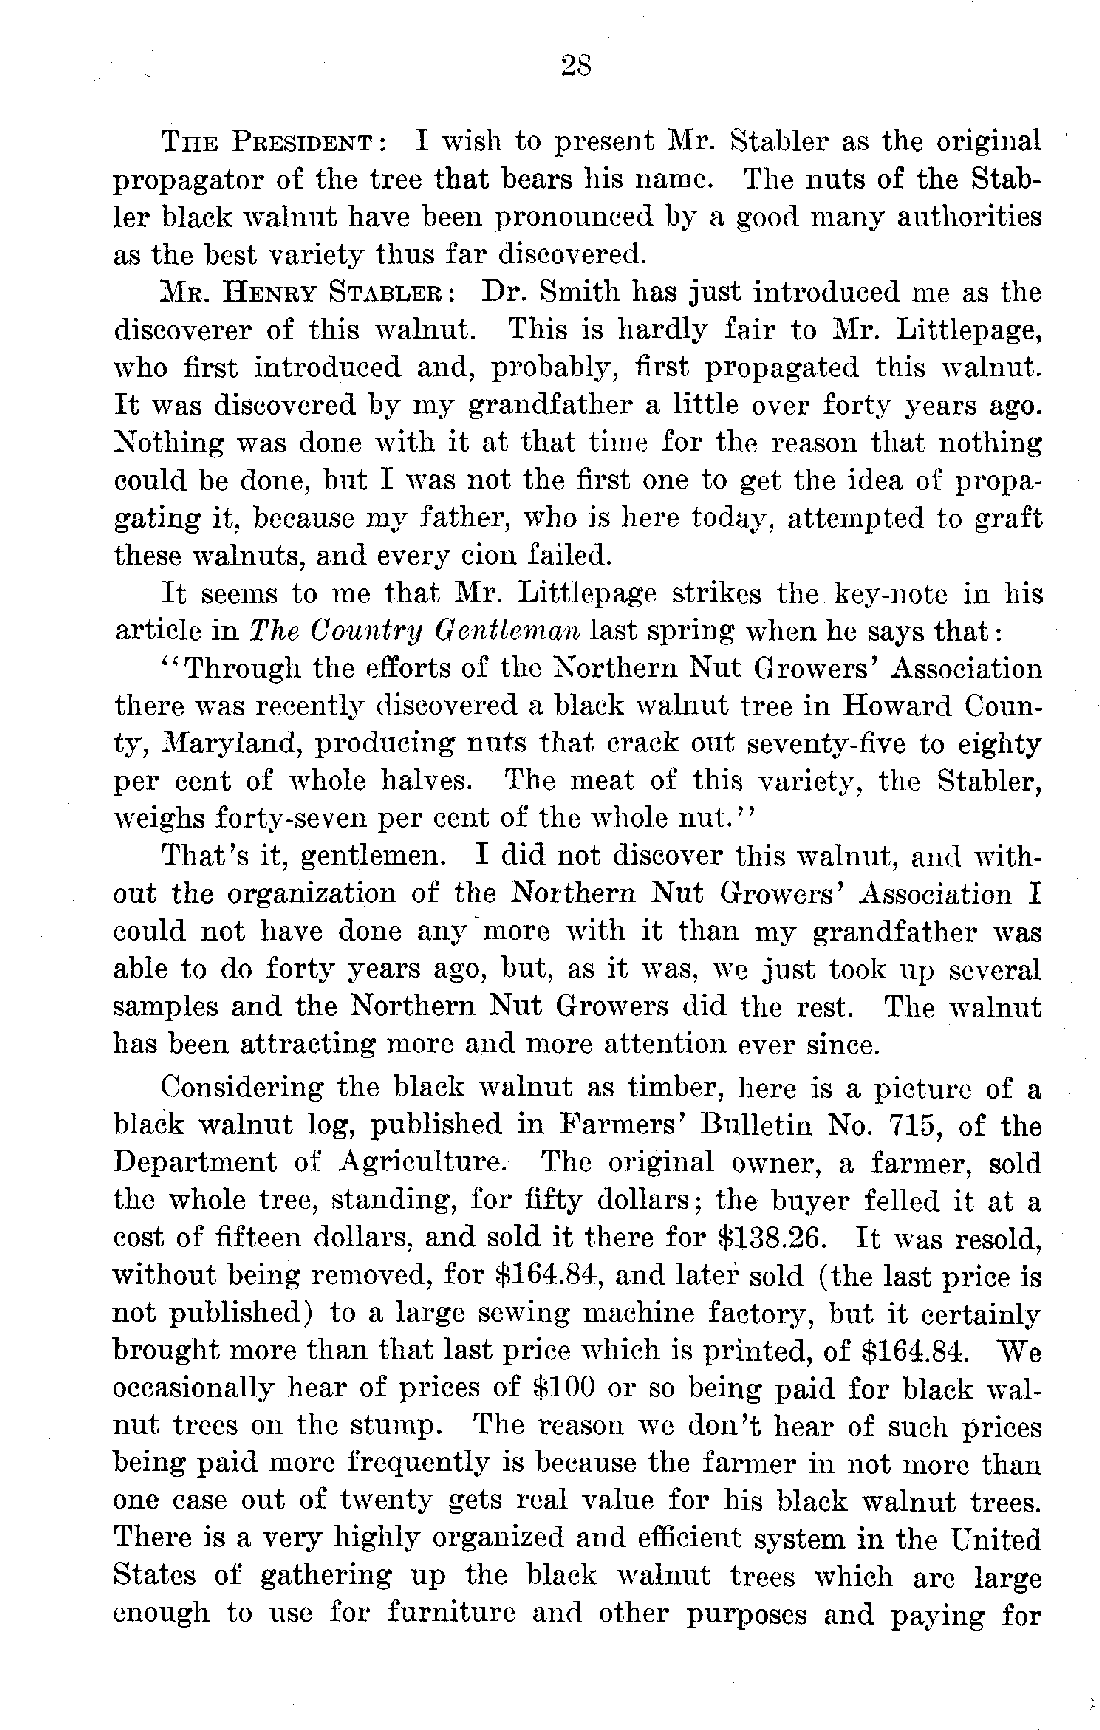 28
THE PRESIDENT: I wish to present Mr. Stabler as the original
propagator of the tree that bears his name. The nuts of the Stab-
ler black walnut have been pronounced by a good many authorities
as the best variety thus far discovered.
MR. HENRY STABLER: Dr. Smith has just introduced me as the
discoverer of this walnut. This is hardly fair to Mr. Littlepage,
who first introduced and, probably, first propagated this walnut.
It was discovered by my grandfather a little over forty years ago.
Nothing was done with it at that time for the reason that nothing
could be done, but I was not the first one to get the idea of propa-
gating it, because my father, who is here today, attempted to graft
these walnuts, and every cion failed.
It seems to me that Mr. Littlepage strikes the key-note in his
article in The Country Gentleman last spring when he says that:
"Through the efforts of the Northern Nut Growers' Association
there was recently discovered a black walnut tree in Howard Coun-
ty, Maryland, producing nuts that crack out seventy-five to eighty
per cent of whole halves. The meat of this variety, the Stabler,
weighs forty-seven per cent of the whole nut."
That's it, gentlemen. I did not discover this walnut, and with-
out the organization of the Northern Nut Growers' Association I
could not have done any more with it than my grandfather was
able to do forty years ago, but, as it was, we just took up several
samples and the Northern Nut Growers did the rest. The walnut
has been attracting more and more attention ever since.
Considering the black walnut as timber, here is a picture of a
black walnut log, published in Farmers' Bulletin No. 715, of the
Department of Agriculture. The original owner, a farmer, sold
the whole tree, standing, for fifty dollars; the buyer felled it at a
cost of fifteen dollars, and sold it there for $138.26. It was resold,
without being removed, for $164.84, and later sold (the last price is
not published) to a large sewing machine factory, but it certainly
brought more than that last price which is printed, of $164.84. We
occasionally hear of prices of $100 or so being paid for black wal-
nut trees on the stump. The reason we don't hear of such prices
being paid more frequently is because the farmer in not more than
one case out of twenty gets real value for his black walnut trees.
There is a very highly organized and efficient system in the United
States of gathering up the black walnut trees which are large
enough to use for furniture and other purposes and paying for